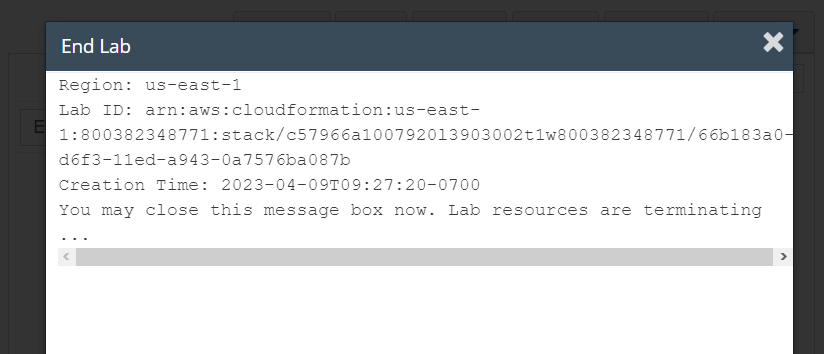 End Lab
Region: us-east-1
Lab ID: arn:aws:cloudformation:us-east-
1:800382348771:stack/c57966a1007920l3903002t1w800382348771/66b183a0-
d6f3-11ed-a943-0a7576ba087b
Creation Time: 2023-04-09T09:27:20-0700
You may close this message box now. Lab resources are terminating
...